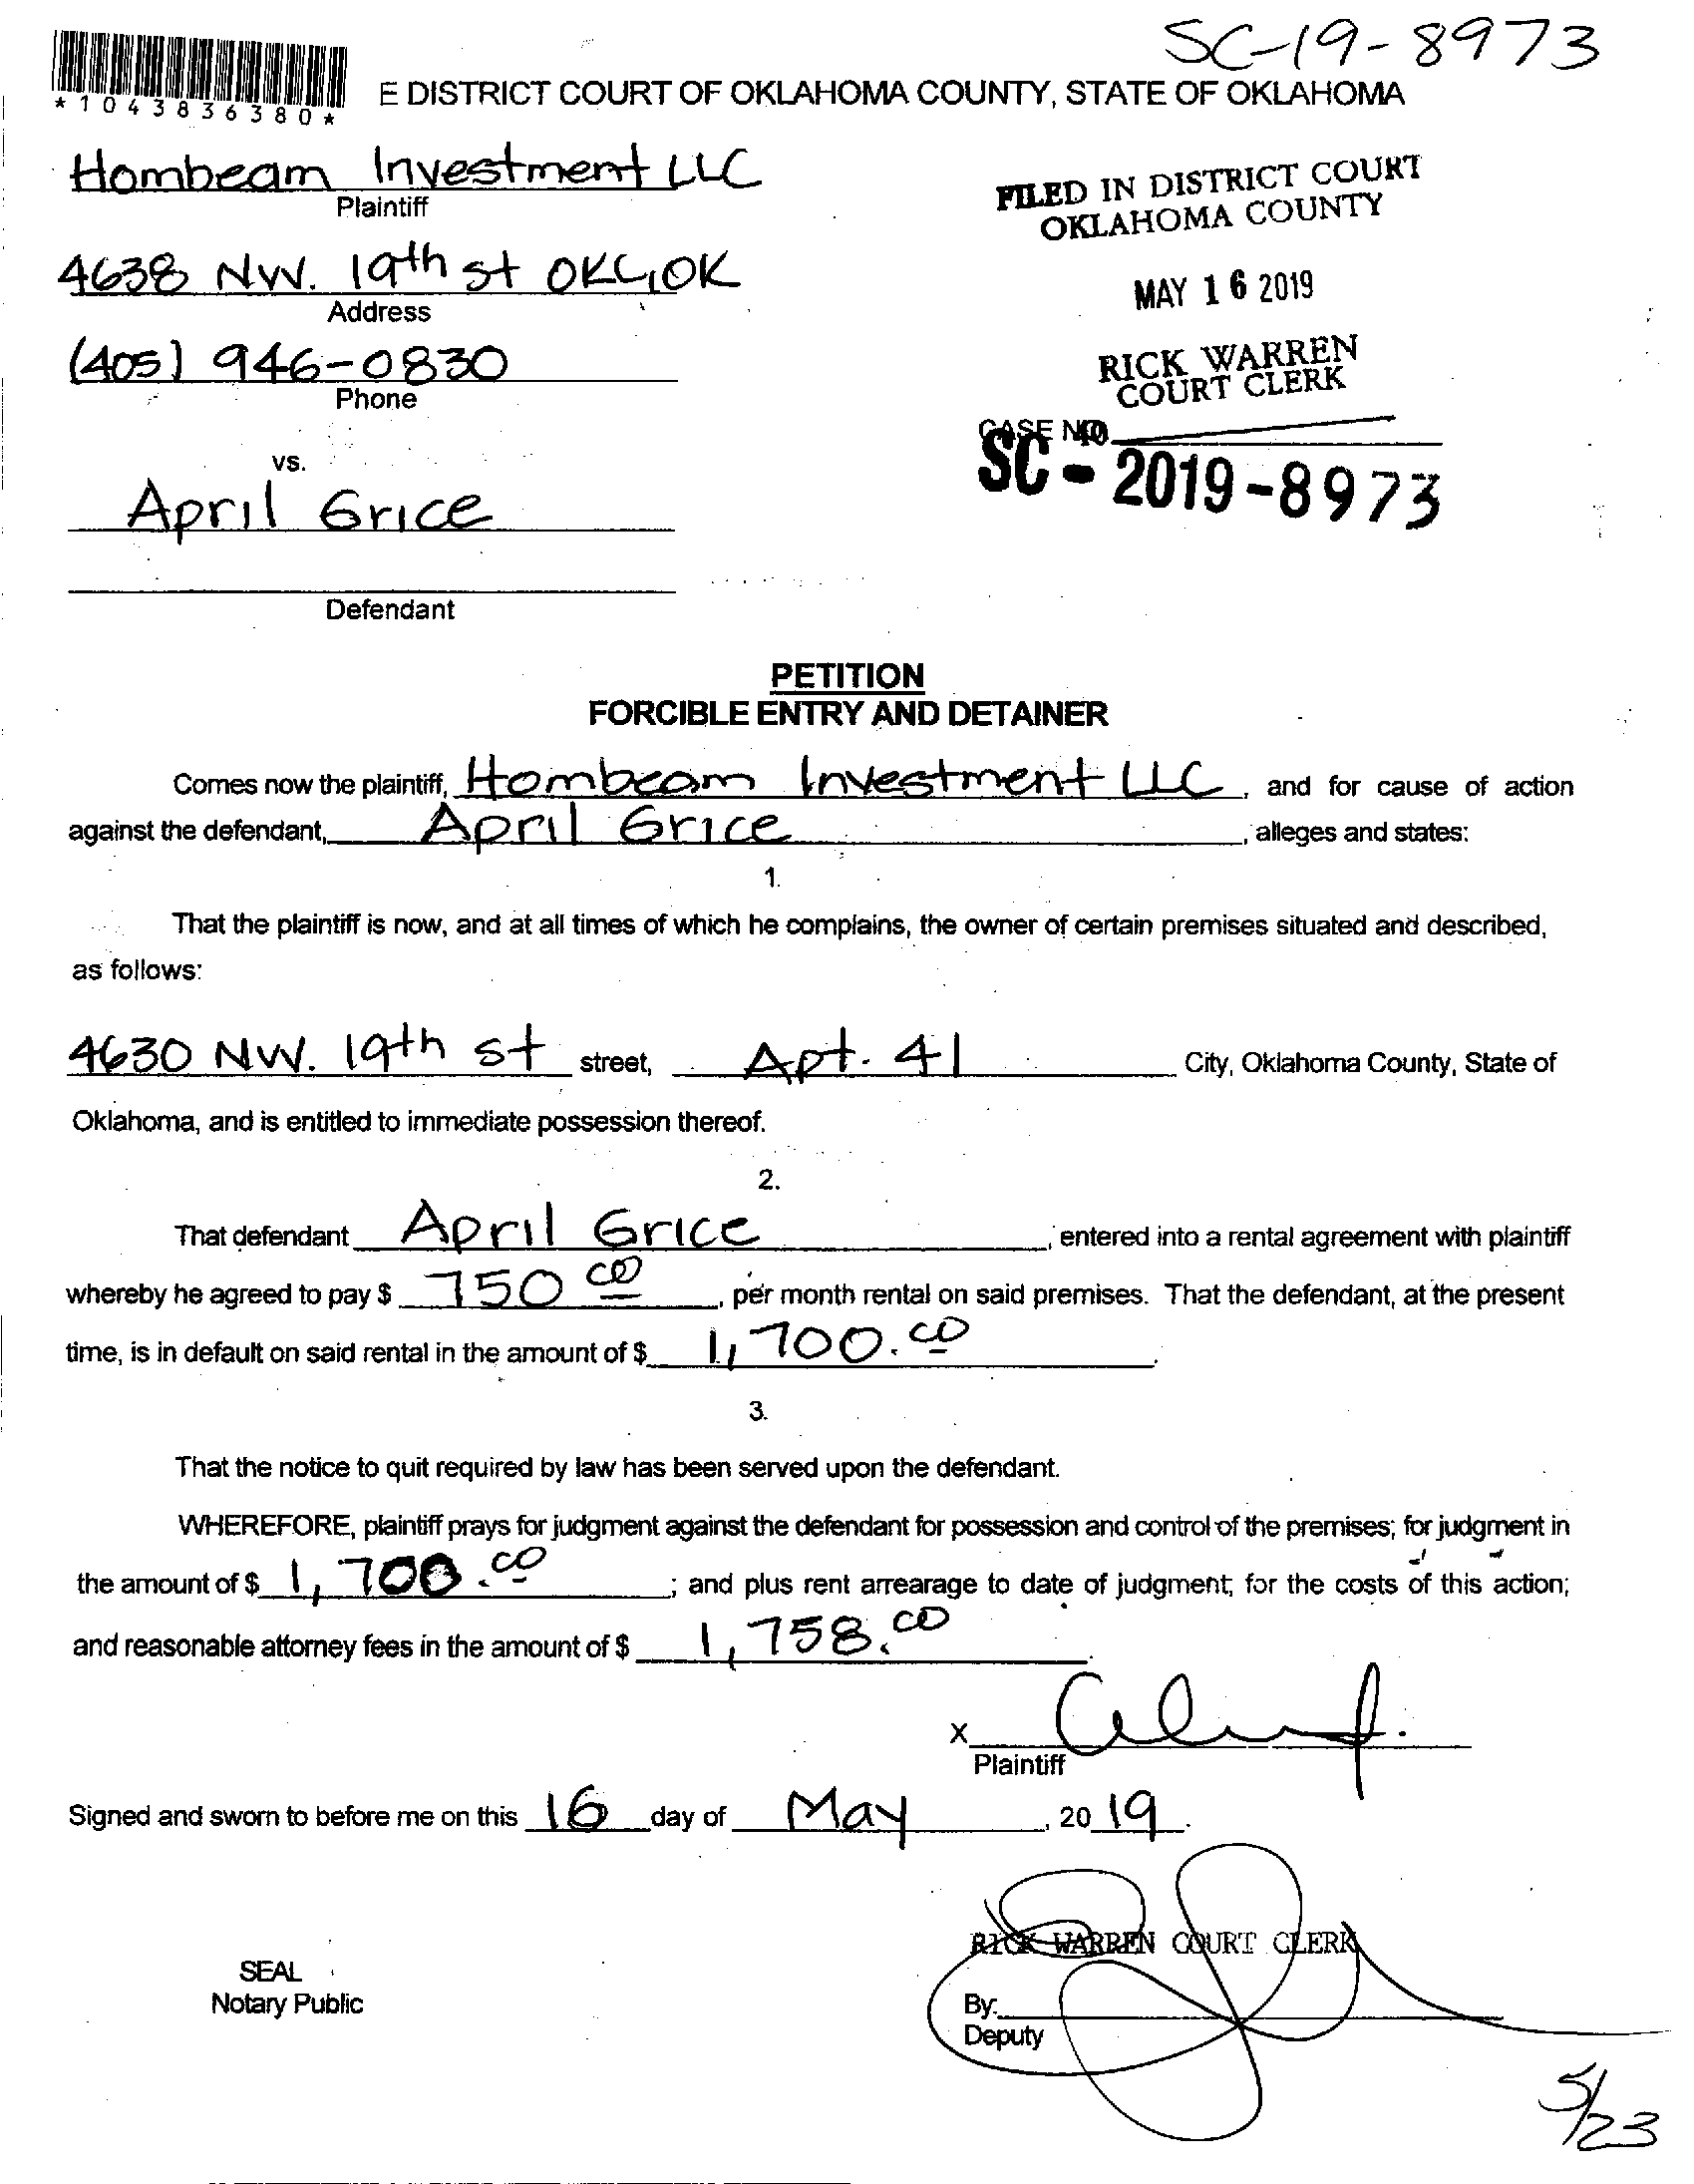 SC-19-8973
*1043836380*
E DISTRICT COURT OF OKLAHOMA COUNTY, STATE OF OKLAHOMA
Hombeam Investment LLC
Plaintiff
FILED IN DISTRICT COURT
OKLAHOMA COUNTY
4638 NW. 19th st OKC, OK
Address
MAY 16 2019
(405) 946-0830
Phone
RICK WARREN
COURT CLERK
CASE NO.
SC - 2019-8973
vs.
April Grice
Defendant
PETITION
FORCIBLE ENTRY AND DETAINER
Comes now the plaintiff, Hombeam Investment LLC, and for cause of action
against the defendant, April Grice, alleges and states:
1.
That the plaintiff is now, and at all times of which he complains, the owner of certain premises situated and described,
as follows:
4630 NW. 19th st street, Apt. 41 City, Oklahoma County, State of
Oklahoma, and is entitled to immediate possession thereof.
2.
That defendant April Grice, entered into a rental agreement with plaintiff
whereby he agreed to pay $ 750 00, per month rental on said premises. That the defendant, at the present
time, is in default on said rental in the amount of $ 1,700.00.
3.
That the notice to quit required by law has been served upon the defendant.
WHEREFORE, plaintiff prays for judgment against the defendant for possession and control of the premises; for judgment in
the amount of $ 1,700.00; and plus rent arrearage to date of judgment; for the costs of this action;
and reasonable attorney fees in the amount of $ 1,758.00.
X
Plaintiff
Signed and sworn to before me on this 16 day of May, 20 19.
RICK WARREN COURT CLERK
SEAL
Notary Public
By:
Deputy
5/23